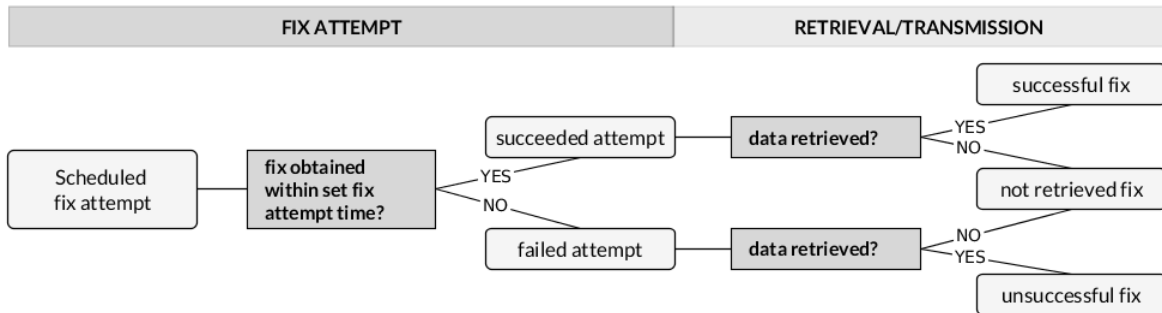 FIX ATTEMPT
RETRIEVAL/TRANSMISSION
Scheduled
fix attempt
fix obtained
within set fix
attempt time?
YES
NO
succeeded attempt
failed attempt
data retrieved?
YES
NO
data retrieved?
NO
YES
successful fix
not retrieved fix
unsuccessful fix